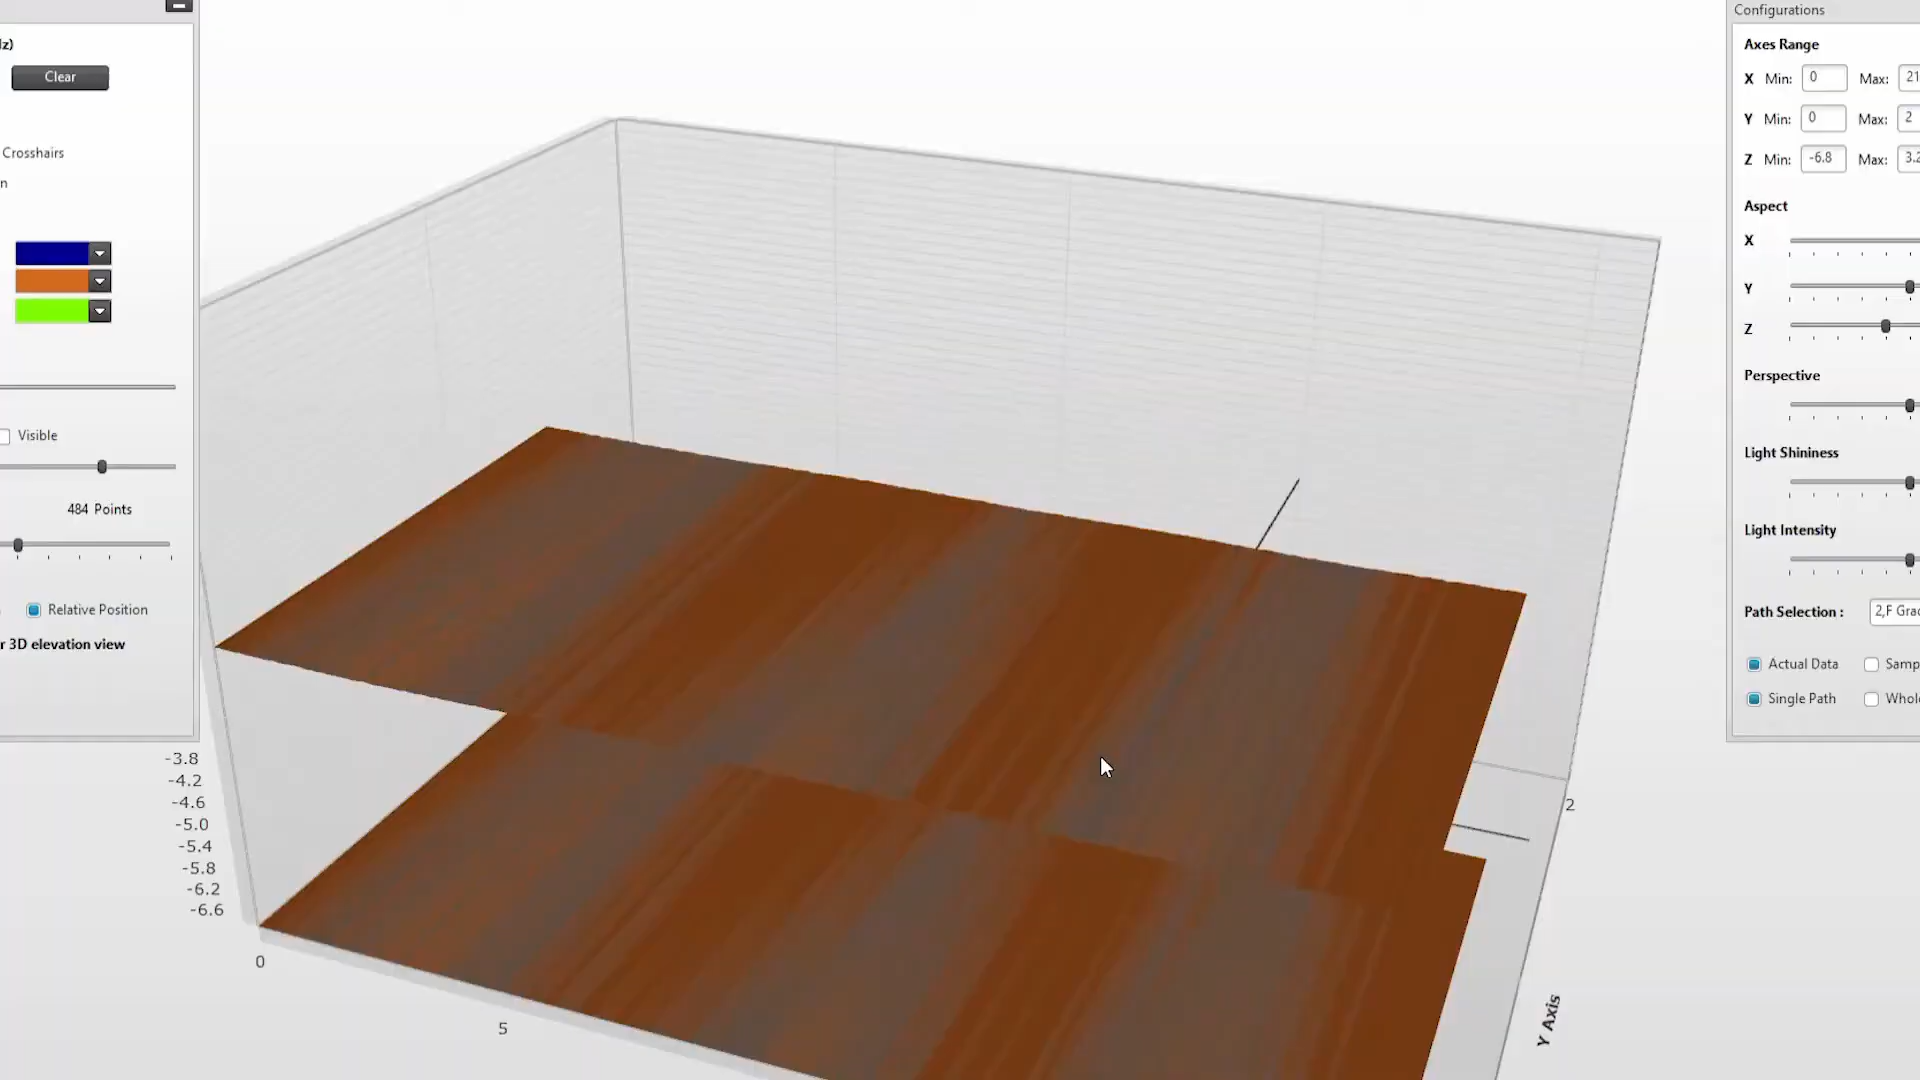 lz)
Clear
Crosshairs
n
Visible
484 Points
Relative Position
r 3D elevation view
-3.8
-4.2
-4.6
-5.0
-5.4
-5.8
-6.2
-6.6
0
5
2
Y Axis
Configurations
Axes Range
X Min: 0 Max: 21
Y Min: 0 Max: 2
Z Min: -6.8 Max: 3.2
Aspect
X
Y
Z
Perspective
Light Shininess
Light Intensity
Path Selection : 2,F Grac
Actual Data Samp
Single Path Whole